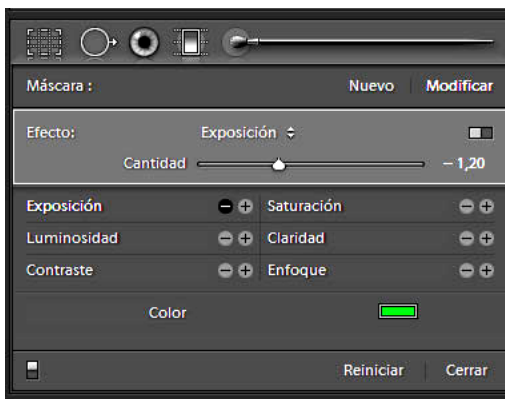 Máscara : Nuevo Modificar
Efecto: Exposición
Cantidad – 1,20
Exposición Saturación
Luminosidad Claridad
Contraste Enfoque
Color
Reiniciar Cerrar